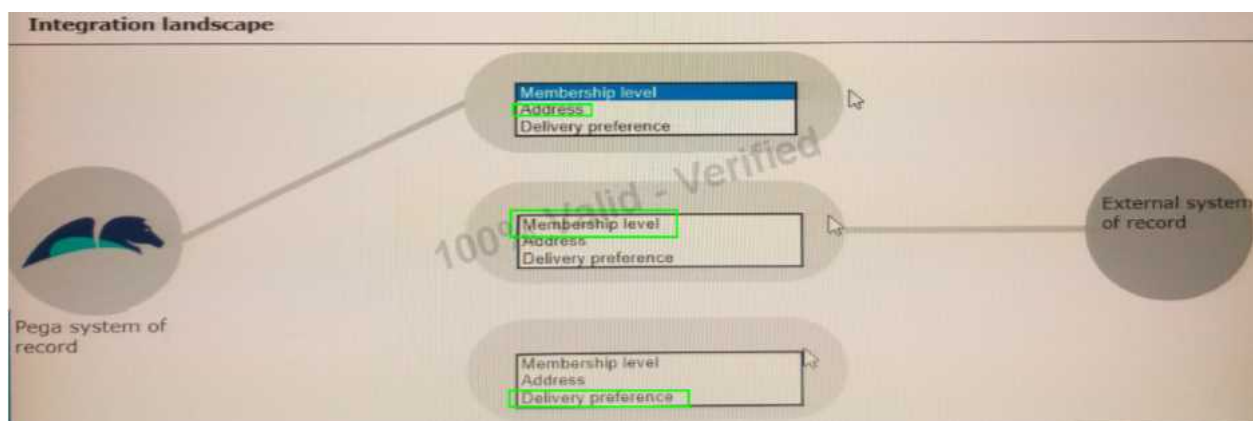 Integration landscape
Membership level
Address
Delivery preference
100% Valid - Verified
Membership level
Address
Delivery preference
External system
of record
Pega system of
record
Membership level
Address
Delivery preference